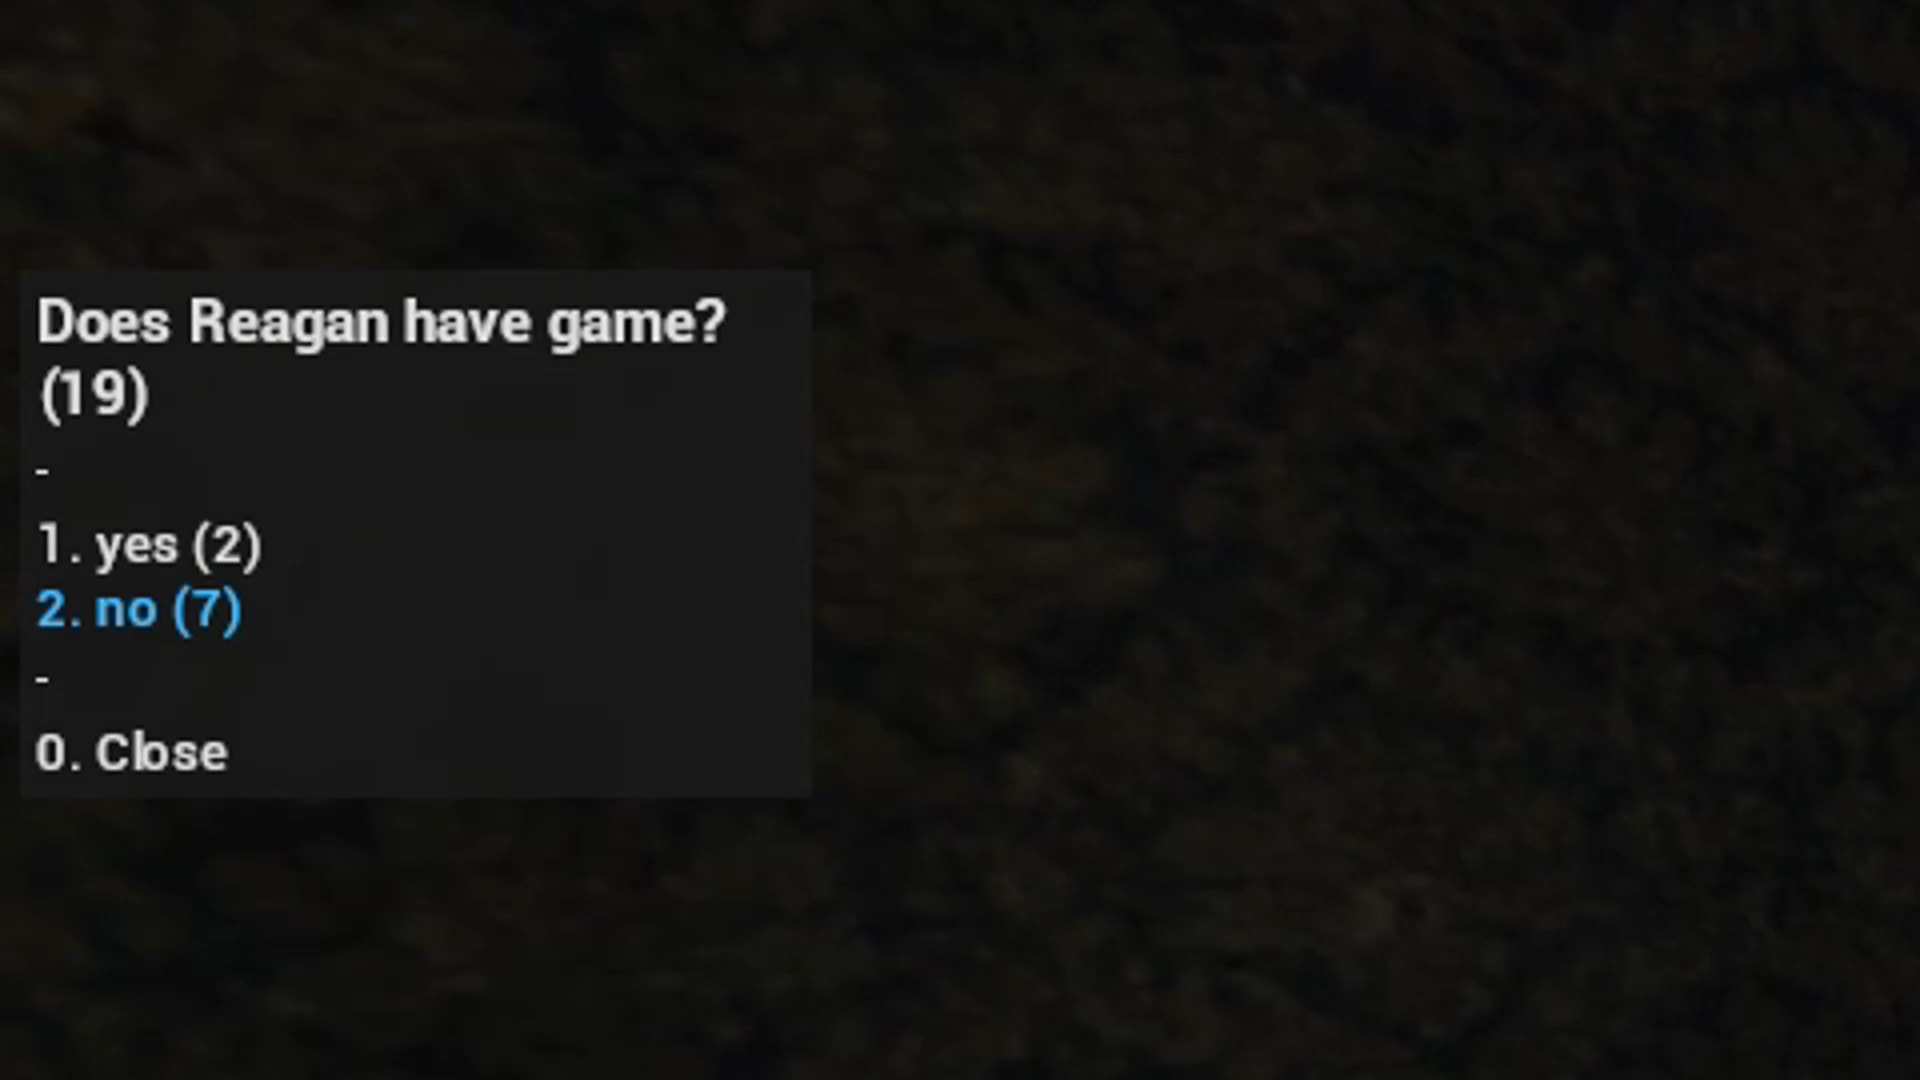 Does Reagan have game?
(19)
-
1. yes (2)
2. no (7)
-
0. Close